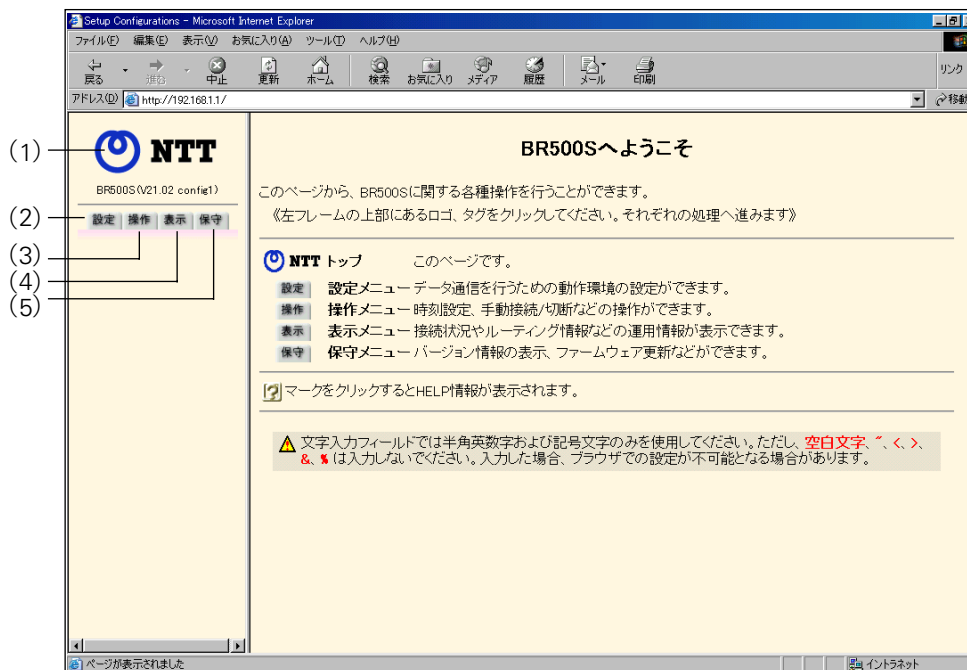 Setup Configurations - Microsoft Internet Explorer
ファイル(F) 編集(E) 表示(V) お気に入り(A) ツール(T) ヘルプ(H)
戻る 進む 中止 更新 ホーム 検索 お気に入り メディア 履歴 メール 印刷 リンク
アドレス(D) http://192.168.1.1/ 移動
(1)
NTT
BR500S(V21.02 config1)
(2)
設定 操作 表示 保守
(3)
(4)
(5)
BR500Sへようこそ
このページから、BR500Sに関する各種操作を行うことができます。
《左フレームの上部にあるロゴ、タグをクリックしてください。それぞれの処理へ進みます》
NTT トップ このページです。
設定 設定メニュー データ通信を行うための動作環境の設定ができます。
操作 操作メニュー 時刻設定、手動接続/切断などの操作ができます。
表示 表示メニュー 接続状況やルーティング情報などの運用情報が表示できます。
保守 保守メニュー バージョン情報の表示、ファームウェア更新などができます。
? マークをクリックするとHELP情報が表示されます。
文字入力フィールドでは半角英数字および記号文字のみを使用してください。ただし、空白文字、"、<、>、
&、% は入力しないでください。入力した場合、ブラウザでの設定が不可能となる場合があります。
ページが表示されました
イントラネット